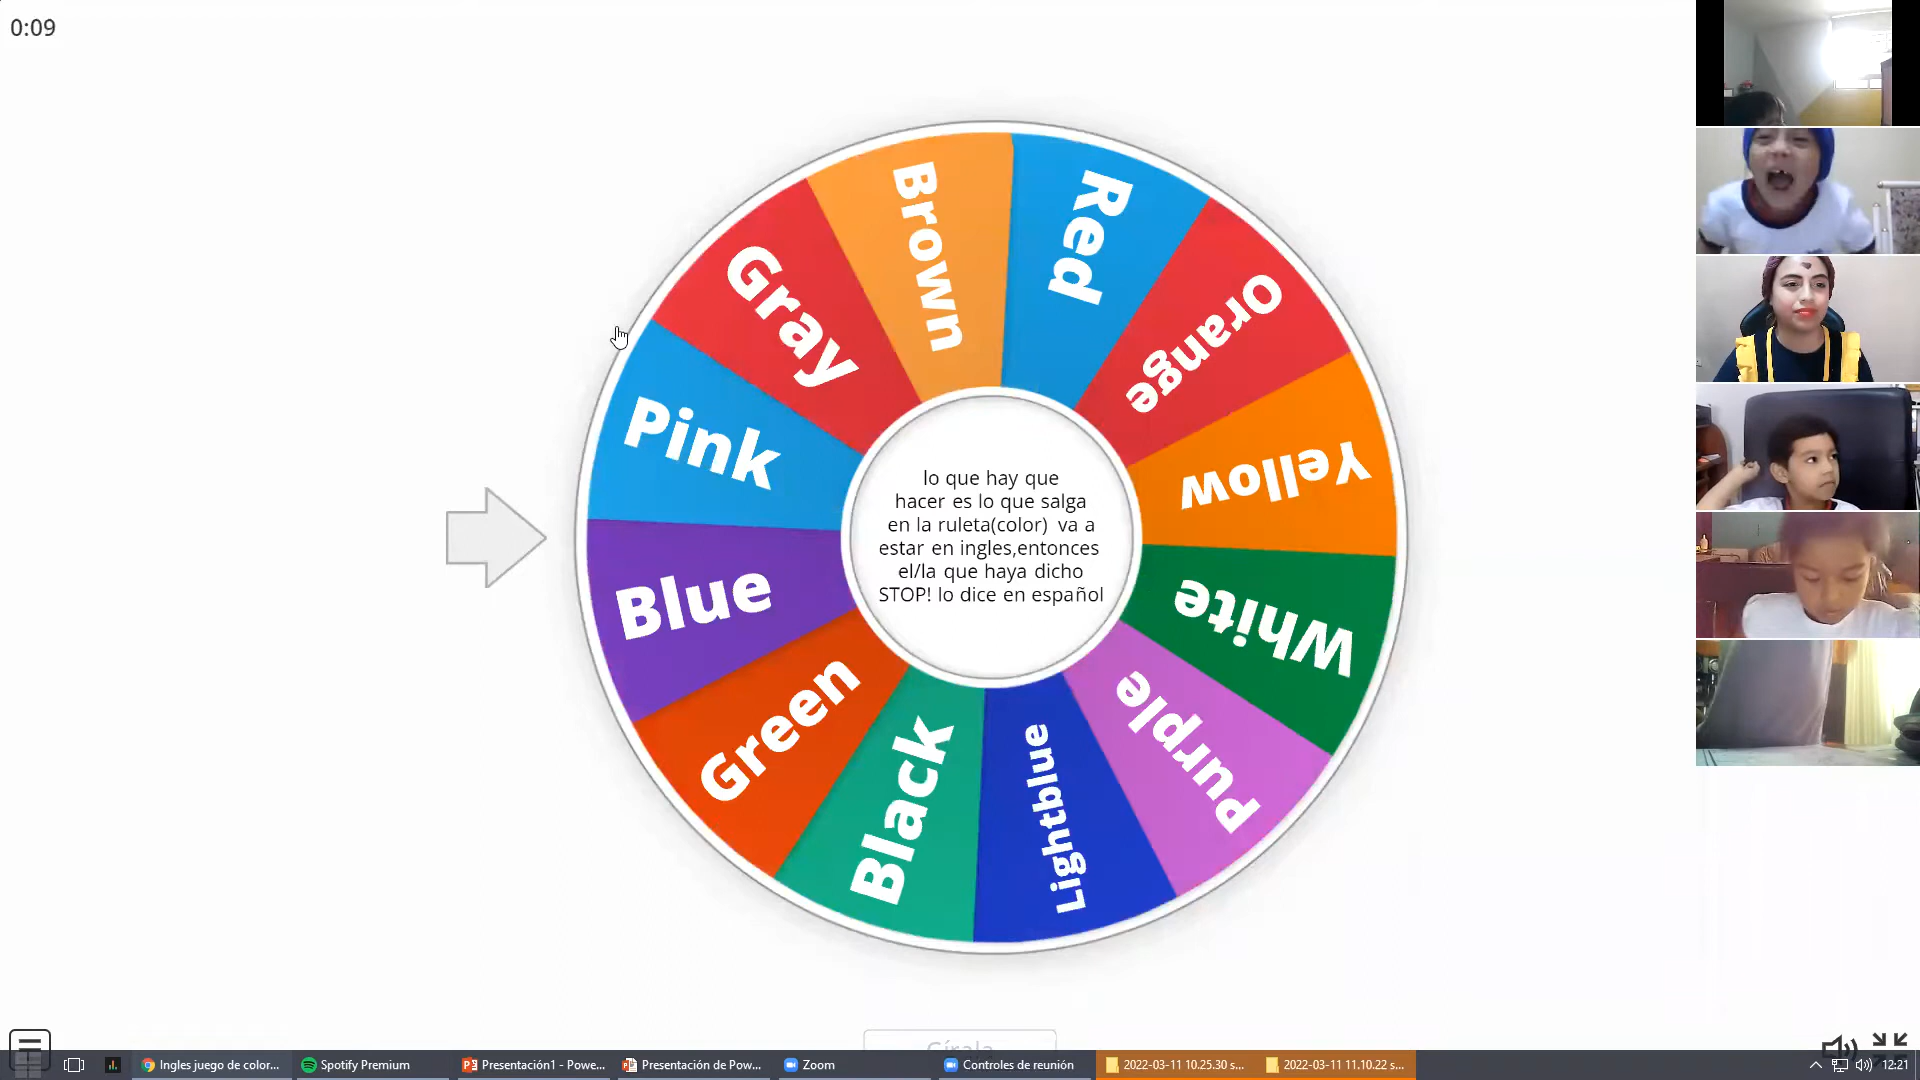 0:09
Brown
Red
Gray
Orange
Pink
Yellow
lo que hay que
hacer es lo que salga
en la ruleta(color)  va a
estar en ingles,entonces
el/la que haya dicho
STOP! lo dice en español
Blue
White
Green
Purple
Black
Lightblue
Gírala
Ingles juego de color...
Spotify Premium
Presentación1 - Powe...
Presentación de Pow...
Zoom
Controles de reunión
2022-03-11 10.25.30 s...
2022-03-11 11.10.22 s...
12:21